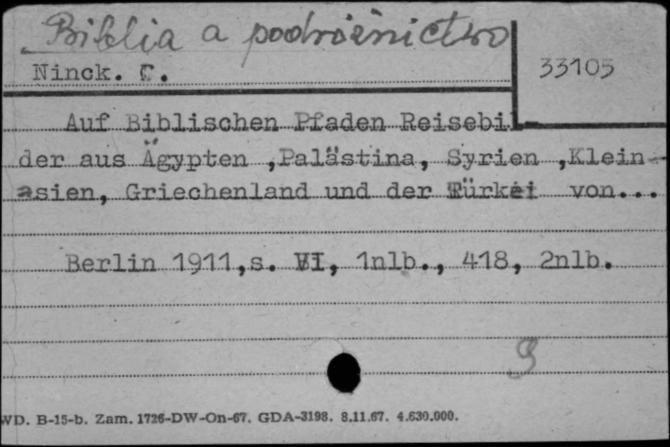 Biblia a podróżnictwo
Ninck. C. 33105
Auf Biblischen Pfaden Reisebil-
der aus Ägypten ,Palästina, Syrien ,Klein-
asien, Griechenland und der Türkei von...
Berlin 1911,s. VI, 1nlb., 418, 2nlb.
WD. B-15-b. Zam. 1726-DW-On-67. GDA-3198. 8.11.67. 4.630.000.